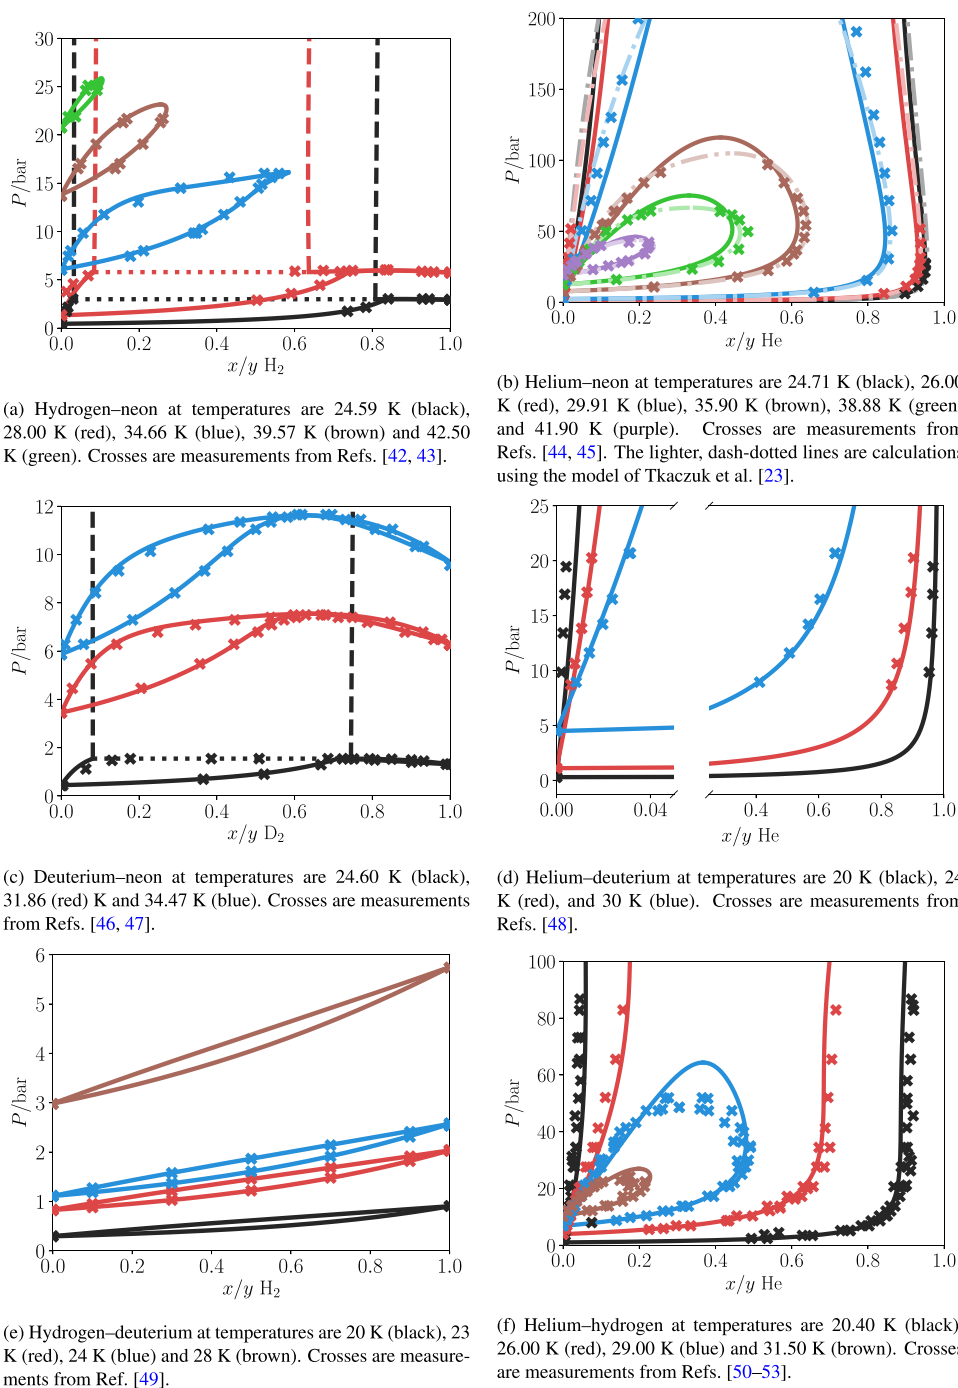 30
25
20
15
10
5
0
P/bar
0.0 0.2 0.4 0.6 0.8 1.0
x/y H₂
(a) Hydrogen–neon at temperatures are 24.59 K (black),
28.00 K (red), 34.66 K (blue), 39.57 K (brown) and 42.50
K (green). Crosses are measurements from Refs. [42, 43].
200
150
100
50
0
P/bar
0.0 0.2 0.4 0.6 0.8 1.0
x/y He
(b) Helium–neon at temperatures are 24.71 K (black), 26.00
K (red), 29.91 K (blue), 35.90 K (brown), 38.88 K (green
and 41.90 K (purple). Crosses are measurements from
Refs. [44, 45]. The lighter, dash-dotted lines are calculations
using the model of Tkaczuk et al. [23].
12
10
8
6
4
2
0
P/bar
0.0 0.2 0.4 0.6 0.8 1.0
x/y D₂
(c) Deuterium–neon at temperatures are 24.60 K (black),
31.86 (red) K and 34.47 K (blue). Crosses are measurements
from Refs. [46, 47].
25
20
15
10
5
0
P/bar
0.00 0.04 0.4 0.6 0.8 1.0
x/y He
(d) Helium–deuterium at temperatures are 20 K (black), 24
K (red), and 30 K (blue). Crosses are measurements from
Refs. [48].
6
5
4
3
2
1
0
P/bar
0.0 0.2 0.4 0.6 0.8 1.0
x/y H₂
(e) Hydrogen–deuterium at temperatures are 20 K (black), 23
K (red), 24 K (blue) and 28 K (brown). Crosses are measure-
ments from Ref. [49].
100
80
60
40
20
0
P/bar
0.0 0.2 0.4 0.6 0.8 1.0
x/y He
(f) Helium–hydrogen at temperatures are 20.40 K (black)
26.00 K (red), 29.00 K (blue) and 31.50 K (brown). Crosses
are measurements from Refs. [50–53].